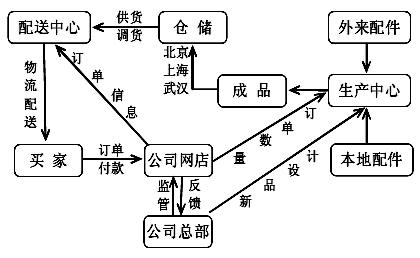 配送中心
供货
调货
仓储
外来配件
北京
上海
武汉
成品
生产中心
物流配送
订单信息
买家
订单
付款
公司网店
订单数量
本地配件
监管
反馈
新品设计
公司总部